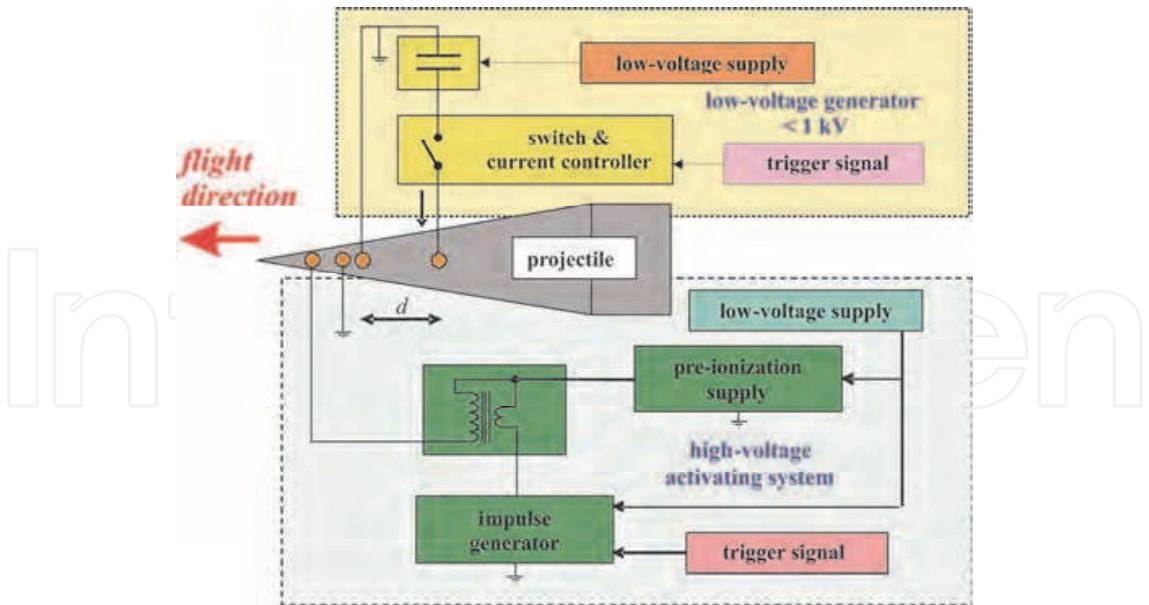 low-voltage supply
low-voltage generator
< 1 kV
switch &
current controller
trigger signal
flight
direction
projectile
d
low-voltage supply
pre-ionization
supply
high-voltage
activating system
impulse
generator
trigger signal